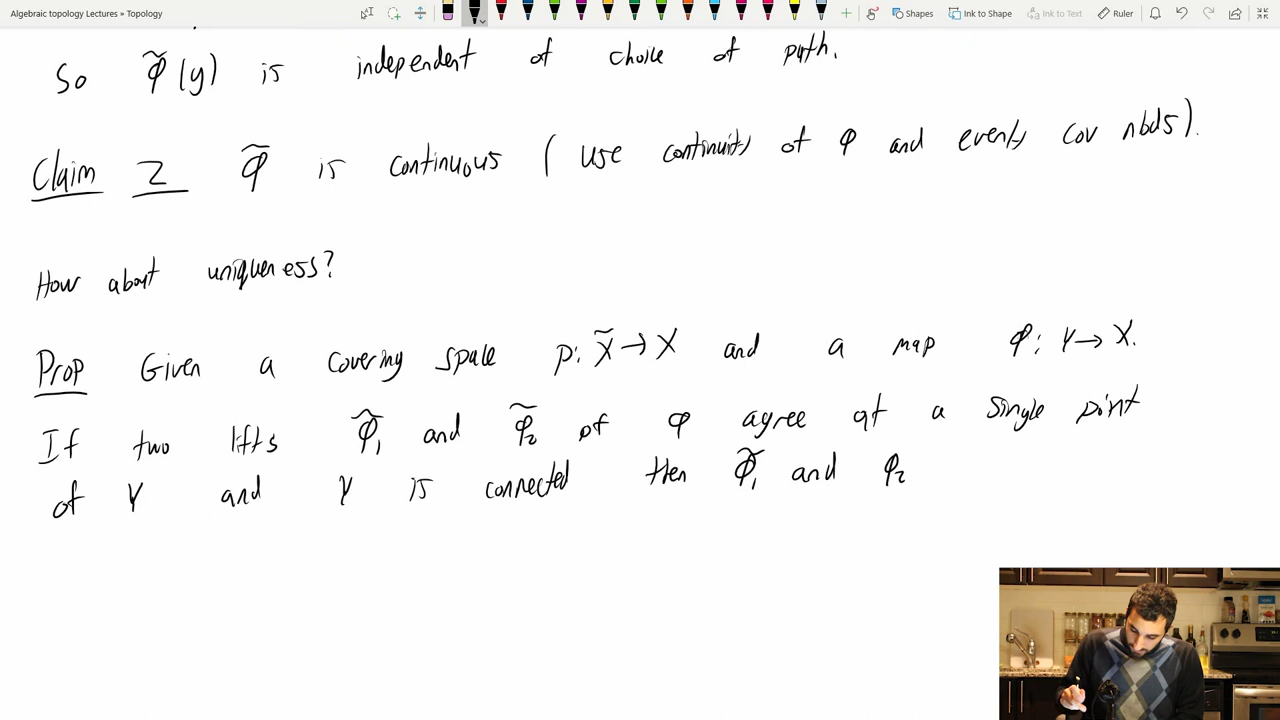 Algebraic topology Lectures » Topology
Shapes
Ink to Shape
Ink to Text
Ruler
So φ̃(y) is independent of choice of path.
Claim 2 φ̃ is continuous (use continuity of φ and evenly cov nbds).
How about uniqueness?
Prop Given a covering space p: X̃ → X and a map φ: Y → X.
If two lifts φ̃₁ and φ̃₂ of φ agree at a single point
of Y and Y is connected then φ̃₁ and φ₂